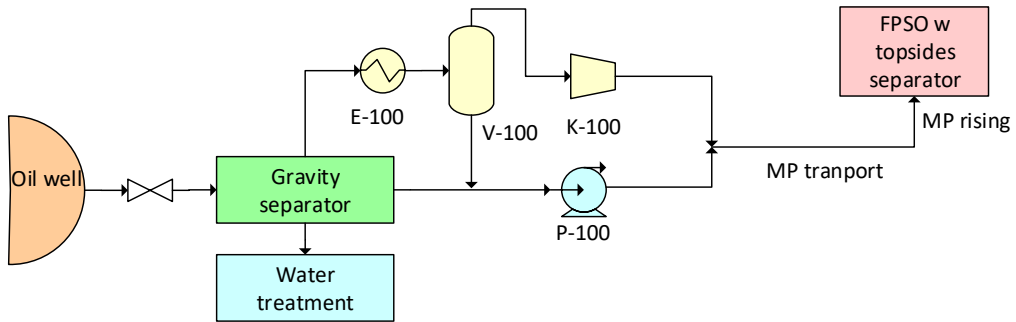 FPSO w
topsides
separator
E-100
V-100
K-100
MP rising
Oil well
Gravity
separator
MP tranport
P-100
Water
treatment